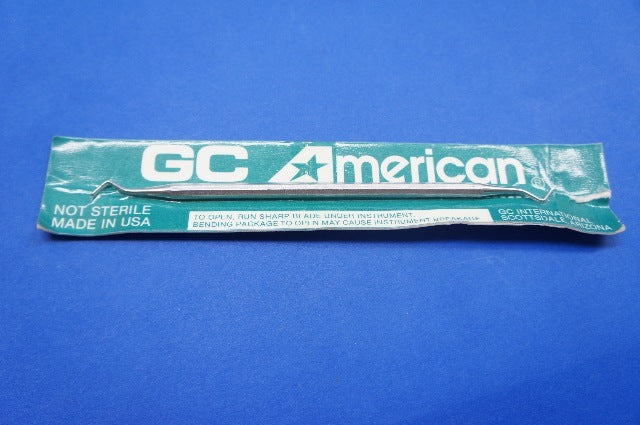 GC American
NOT STERILE
MADE IN USA
TO OPEN, RUN SHARP BLADE UNDER INSTRUMENT.
BENDING PACKAGE TO OPEN MAY CAUSE INSTRUMENT BREAKAGE
GC INTERNATIONAL
SCOTTSDALE, ARIZONA